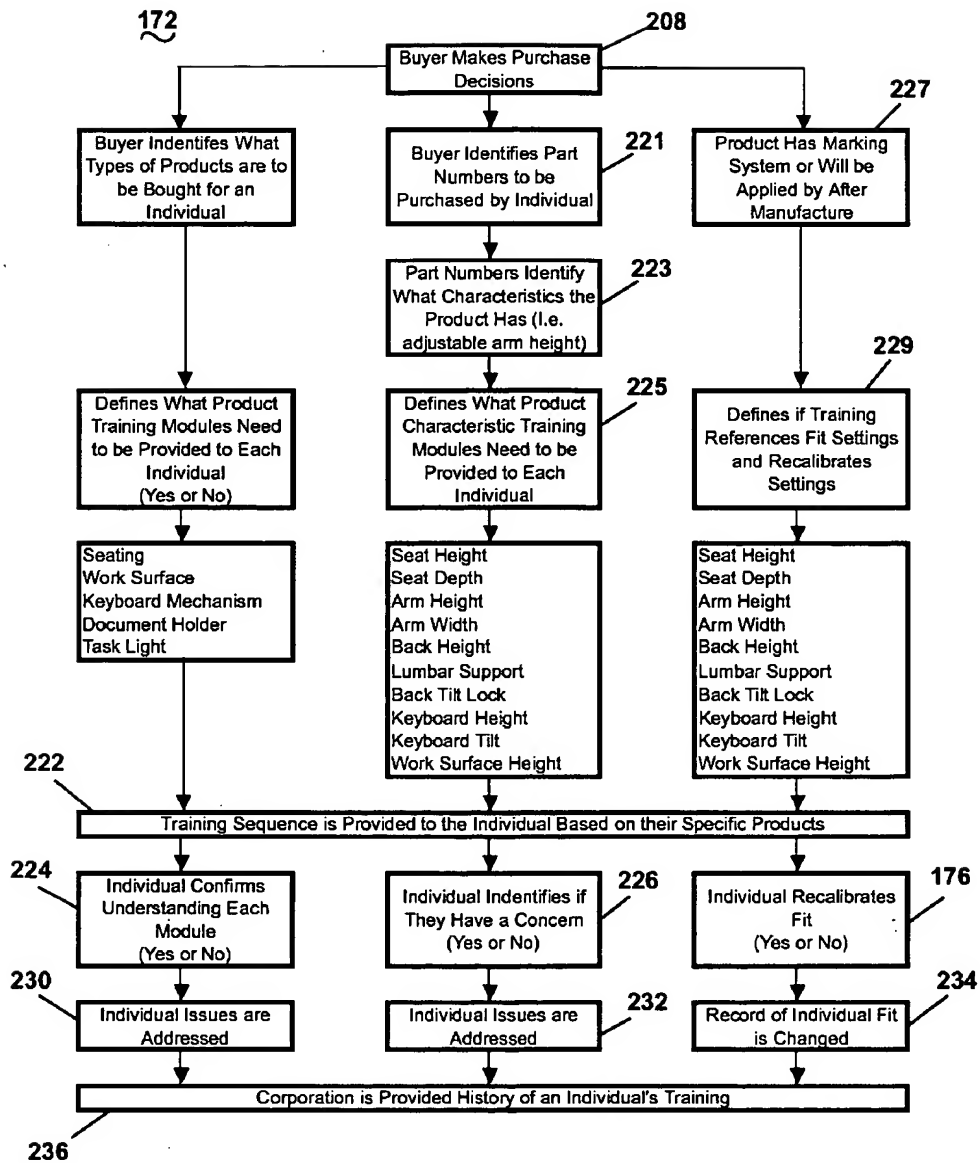 172
208
Buyer Makes Purchase
Decisions
Buyer Indentifes What
Types of Products are to
be Bought for an
Individual
221
Buyer Identifies Part
Numbers to be
Purchased by Individual
227
Product Has Marking
System or Will be
Applied by After
Manufacture
223
Part Numbers Identify
What Characteristics the
Product Has (I.e.
adjustable arm height)
Defines What Product
Training Modules Need
to be Provided to Each
Individual
(Yes or No)
225
Defines What Product
Characteristic Training
Modules Need to be
Provided to Each
Individual
229
Defines if Training
References Fit Settings
and Recalibrates
Settings
Seating
Work Surface
Keyboard Mechanism
Document Holder
Task Light
Seat Height
Seat Depth
Arm Height
Arm Width
Back Height
Lumbar Support
Back Tilt Lock
Keyboard Height
Keyboard Tilt
Work Surface Height
Seat Height
Seat Depth
Arm Height
Arm Width
Back Height
Lumbar Support
Back Tilt Lock
Keyboard Height
Keyboard Tilt
Work Surface Height
222
Training Sequence is Provided to the Individual Based on their Specific Products
224
Individual Confirms
Understanding Each
Module
(Yes or No)
226
Individual Indentifies if
They Have a Concern
(Yes or No)
176
Individual Recalibrates
Fit
(Yes or No)
230
Individual Issues are
Addressed
232
Individual Issues are
Addressed
234
Record of Individual Fit
is Changed
Corporation is Provided History of an Individual's Training
236